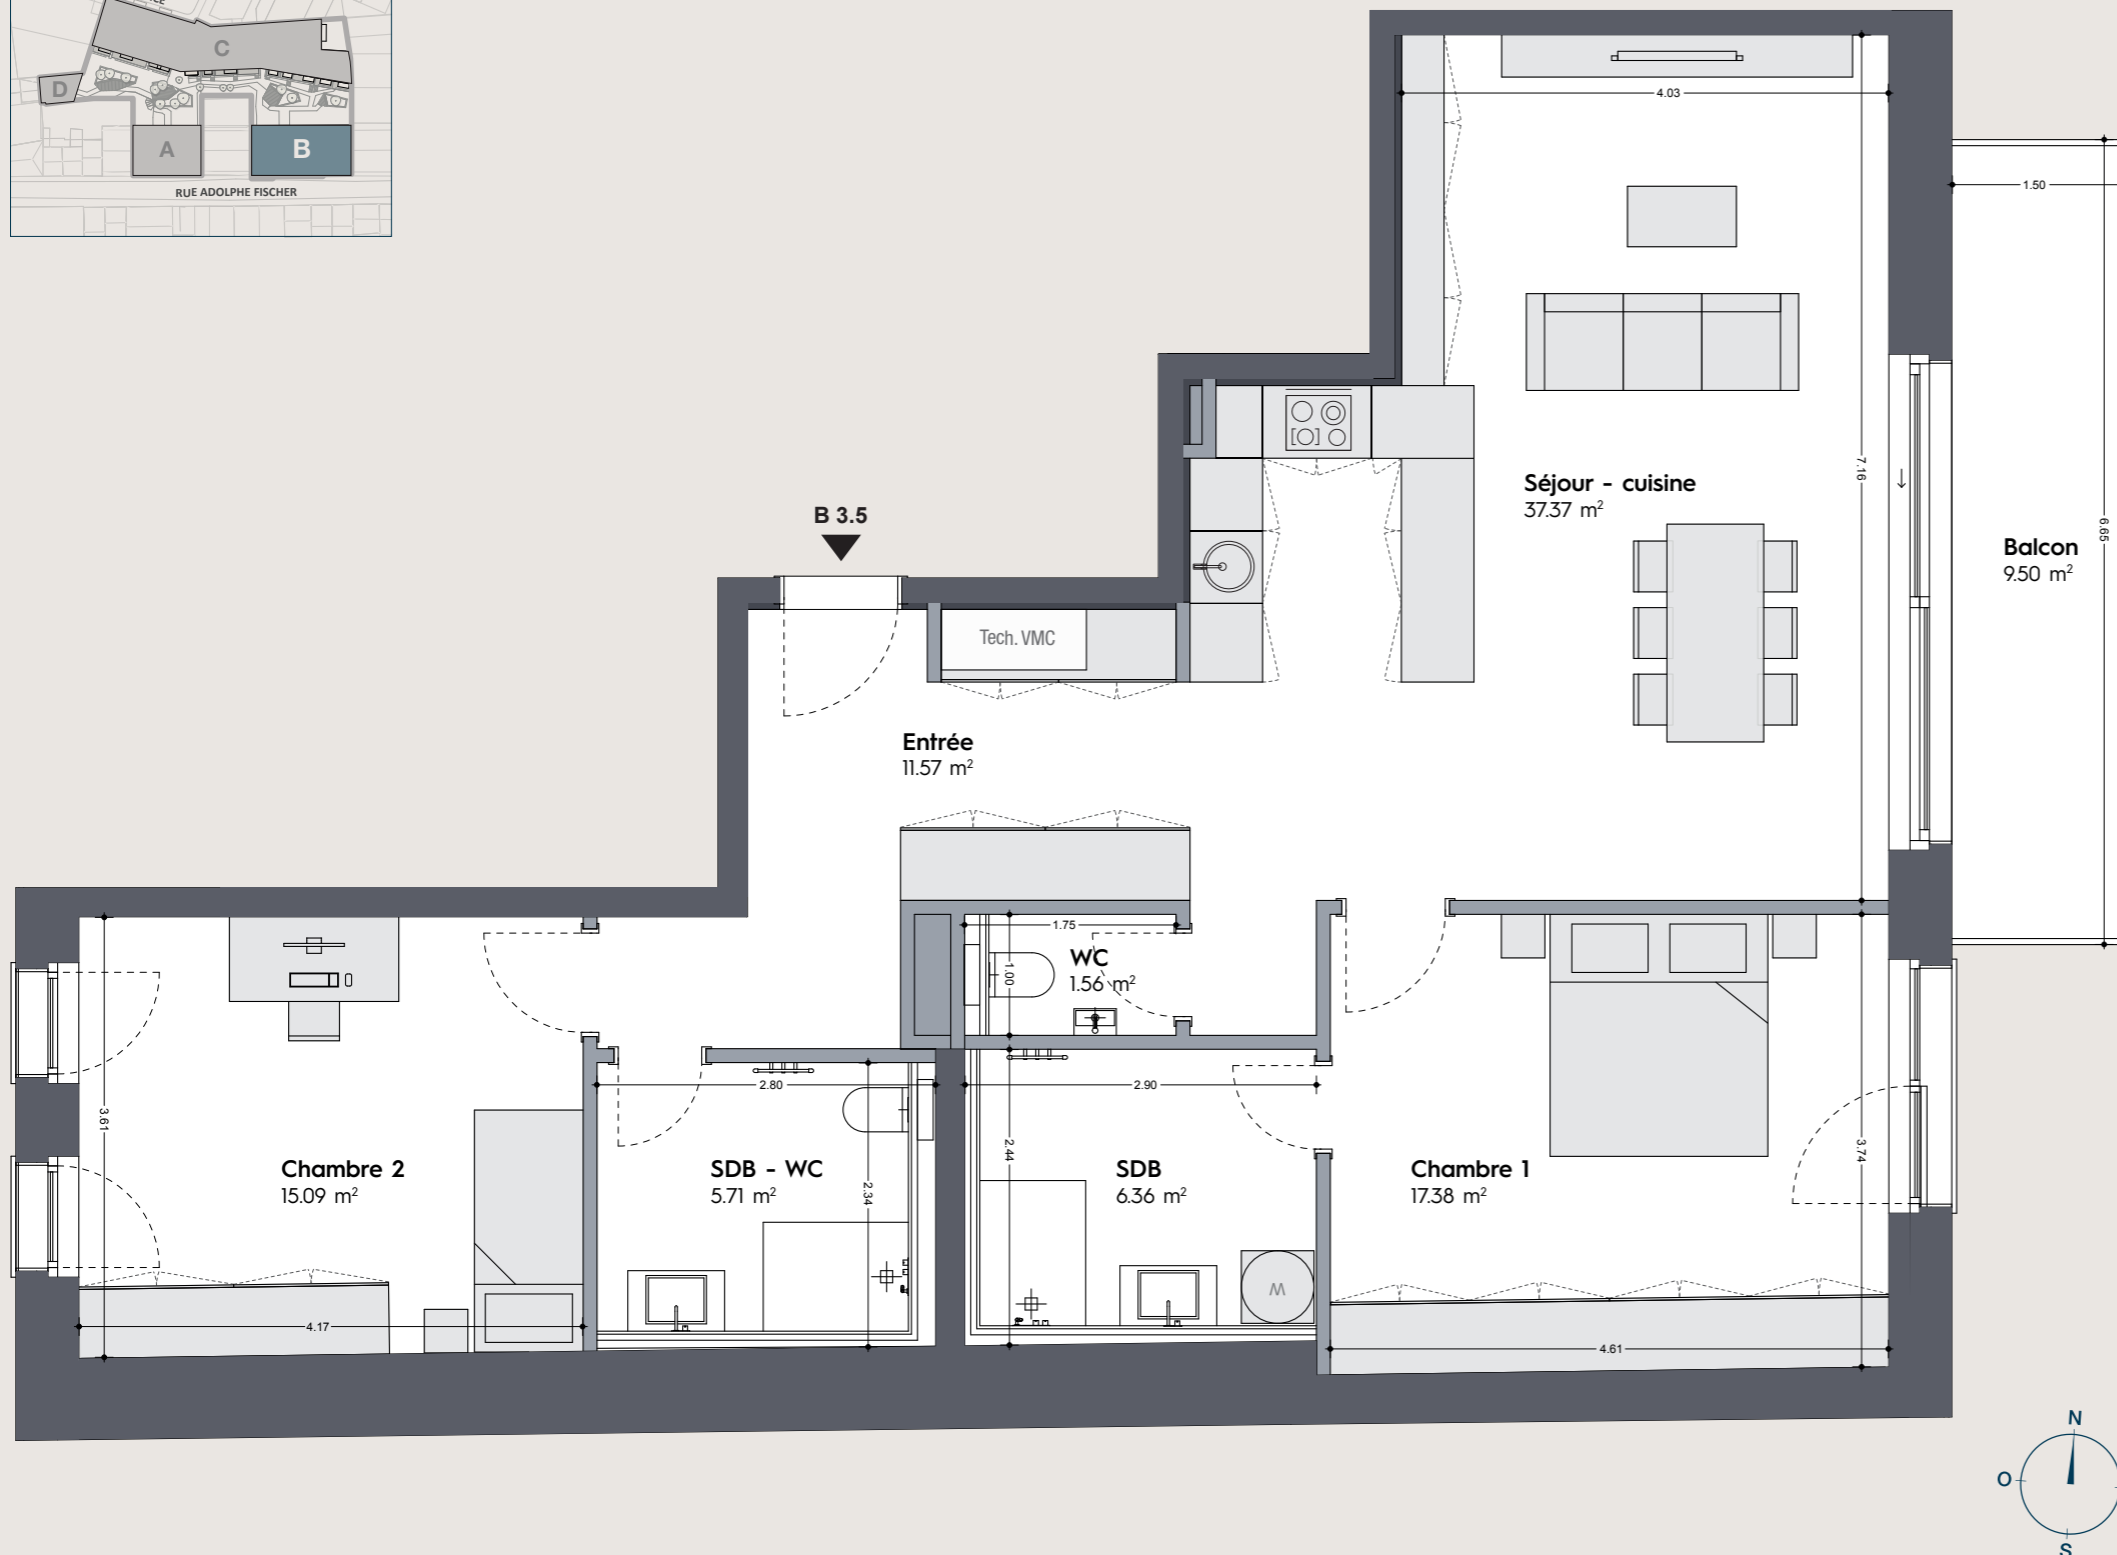 C
D
A
B
RUE ADOLPHE FISCHER
4.03
1.50
B 3.5
Séjour - cuisine
37.37 m²
7.16
6.65
Balcon
9.50 m²
Tech. VMC
Entrée
11.57 m²
1.75
WC
1.00
1.56 m²
2.80
2.90
3.61
Chambre 2
15.09 m²
SDB - WC
5.71 m²
2.34
2.44
SDB
6.36 m²
Chambre 1
17.38 m²
3.74
W
4.17
4.61
N
O
S